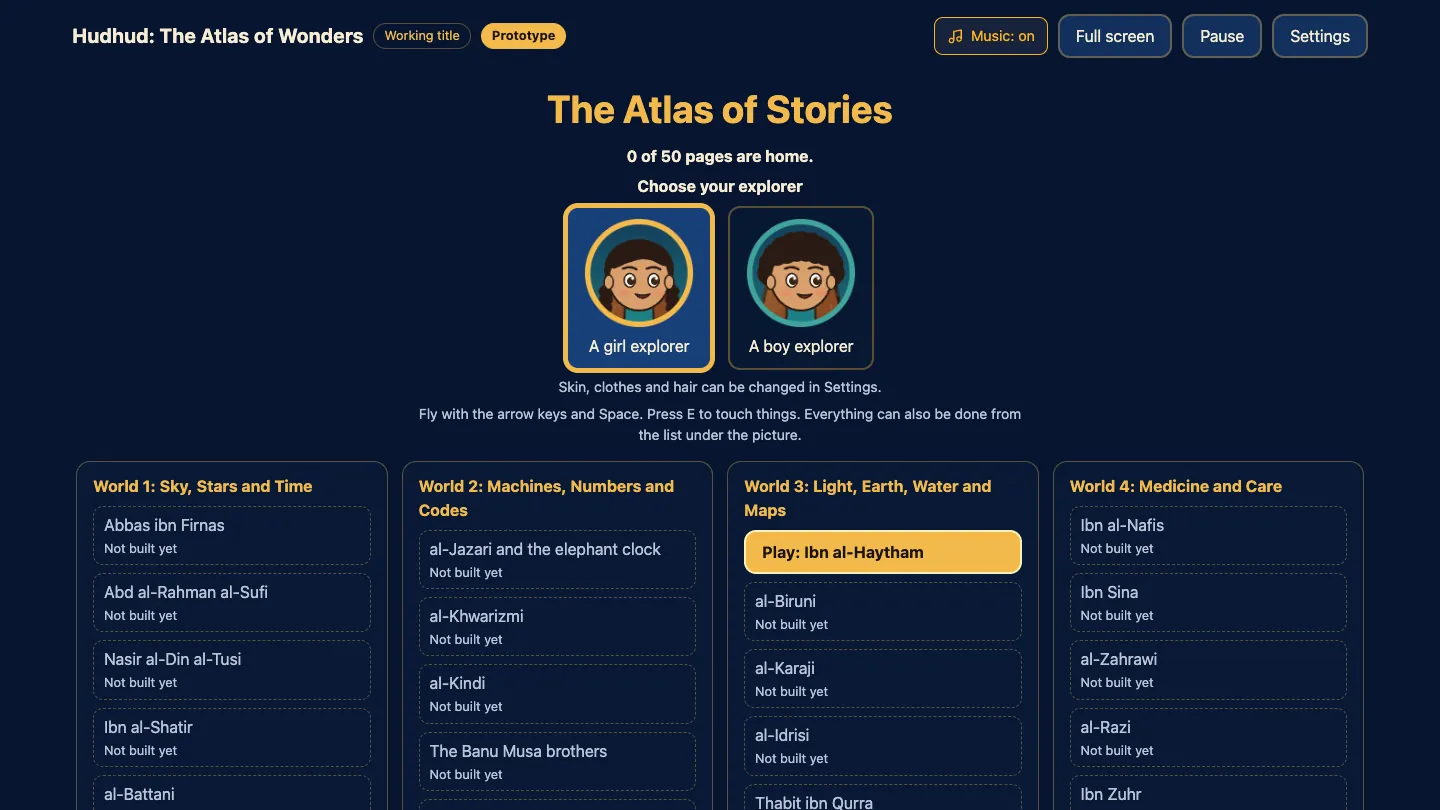 Hudhud: The Atlas of Wonders
Working title
Prototype
Music: on
Full screen
Pause
Settings
The Atlas of Stories
0 of 50 pages are home.
Choose your explorer
A girl explorer
A boy explorer
Skin, clothes and hair can be changed in Settings.
Fly with the arrow keys and Space. Press E to touch things. Everything can also be done from
the list under the picture.
World 1: Sky, Stars and Time
Abbas ibn Firnas
Not built yet
Abd al-Rahman al-Sufi
Not built yet
Nasir al-Din al-Tusi
Not built yet
Ibn al-Shatir
Not built yet
al-Battani
World 2: Machines, Numbers and
Codes
al-Jazari and the elephant clock
Not built yet
al-Khwarizmi
Not built yet
al-Kindi
Not built yet
The Banu Musa brothers
Not built yet
World 3: Light, Earth, Water and
Maps
Play: Ibn al-Haytham
al-Biruni
Not built yet
al-Karaji
Not built yet
al-Idrisi
Not built yet
Thabit ibn Qurra
World 4: Medicine and Care
Ibn al-Nafis
Not built yet
Ibn Sina
Not built yet
al-Zahrawi
Not built yet
al-Razi
Not built yet
Ibn Zuhr